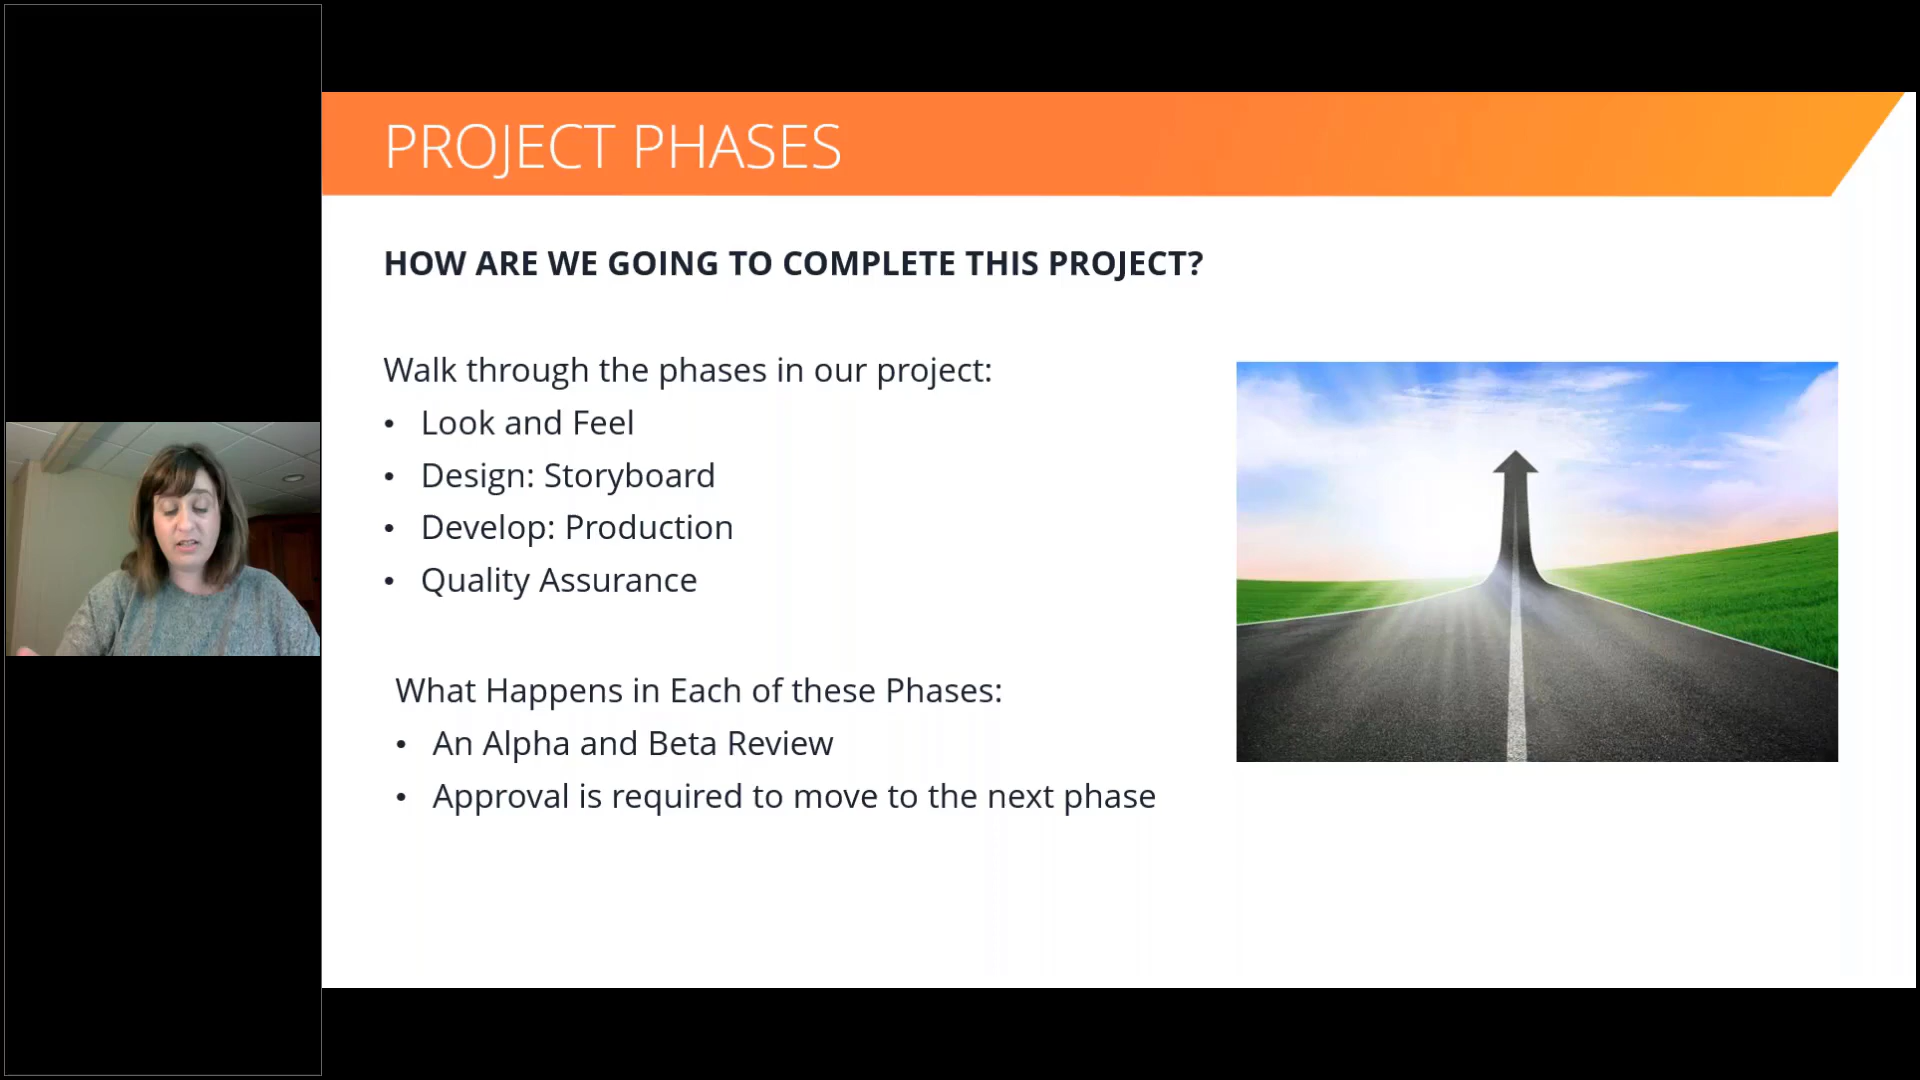 PROJECT PHASES
HOW ARE WE GOING TO COMPLETE THIS PROJECT?
Walk through the phases in our project:
• Look and Feel
• Design: Storyboard
• Develop: Production
• Quality Assurance
What Happens in Each of these Phases:
• An Alpha and Beta Review
• Approval is required to move to the next phase